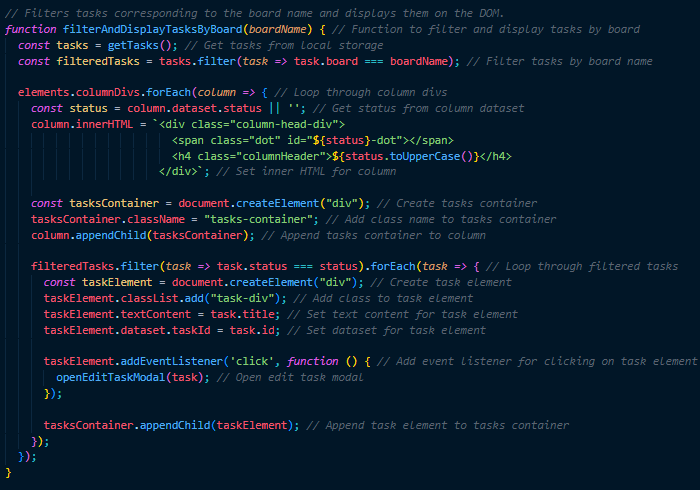 // Filters tasks corresponding to the board name and displays them on the DOM.
function filterAndDisplayTasksByBoard(boardName) { // Function to filter and display tasks by board
  const tasks = getTasks(); // Get tasks from local storage
  const filteredTasks = tasks.filter(task => task.board === boardName); // Filter tasks by board name

  elements.columnDivs.forEach(column => { // Loop through column divs
    const status = column.dataset.status || ''; // Get status from column dataset
    column.innerHTML = `<div class="column-head-div">
                          <span class="dot" id="${status}-dot"></span>
                          <h4 class="columnHeader">${status.toUpperCase()}</h4>
                        </div>`; // Set inner HTML for column

    const tasksContainer = document.createElement("div"); // Create tasks container
    tasksContainer.className = "tasks-container"; // Add class name to tasks container
    column.appendChild(tasksContainer); // Append tasks container to column

    filteredTasks.filter(task => task.status === status).forEach(task => { // Loop through filtered tasks
      const taskElement = document.createElement("div"); // Create task element
      taskElement.classList.add("task-div"); // Add class to task element
      taskElement.textContent = task.title; // Set text content for task element
      taskElement.dataset.taskId = task.id; // Set dataset for task element

      taskElement.addEventListener('click', function () { // Add event listener for clicking on task element
        openEditTaskModal(task); // Open edit task modal
      });

      tasksContainer.appendChild(taskElement); // Append task element to tasks container
    });
  });
}